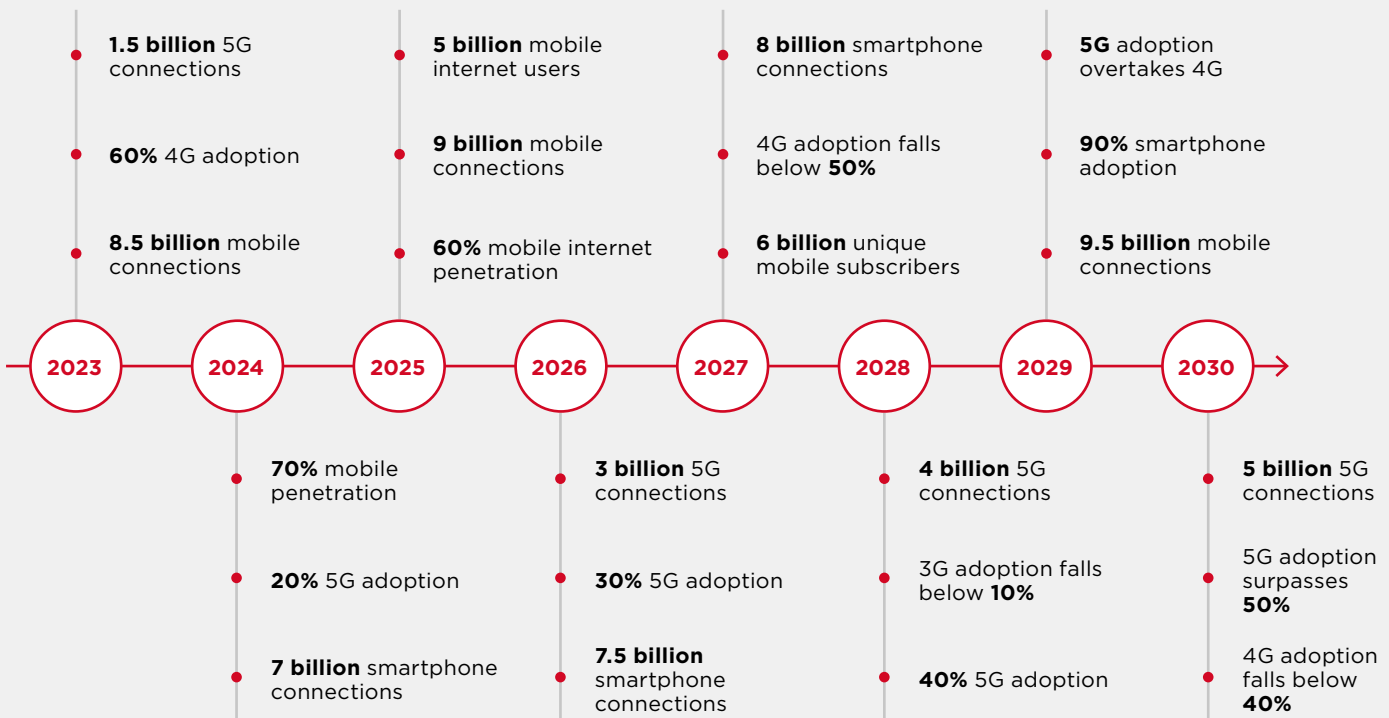 1.5 billion 5G
connections
60% 4G adoption
8.5 billion mobile
connections
5 billion mobile
internet users
9 billion mobile
connections
60% mobile internet
penetration
8 billion smartphone
connections
4G adoption falls
below 50%
6 billion unique
mobile subscribers
5G adoption
overtakes 4G
90% smartphone
adoption
9.5 billion mobile
connections
2023
2024
2025
2026
2027
2028
2029
2030
70% mobile
penetration
20% 5G adoption
7 billion smartphone
connections
3 billion 5G
connections
30% 5G adoption
7.5 billion
smartphone
connections
4 billion 5G
connections
3G adoption falls
below 10%
40% 5G adoption
5 billion 5G
connections
5G adoption
surpasses
50%
4G adoption
falls below
40%